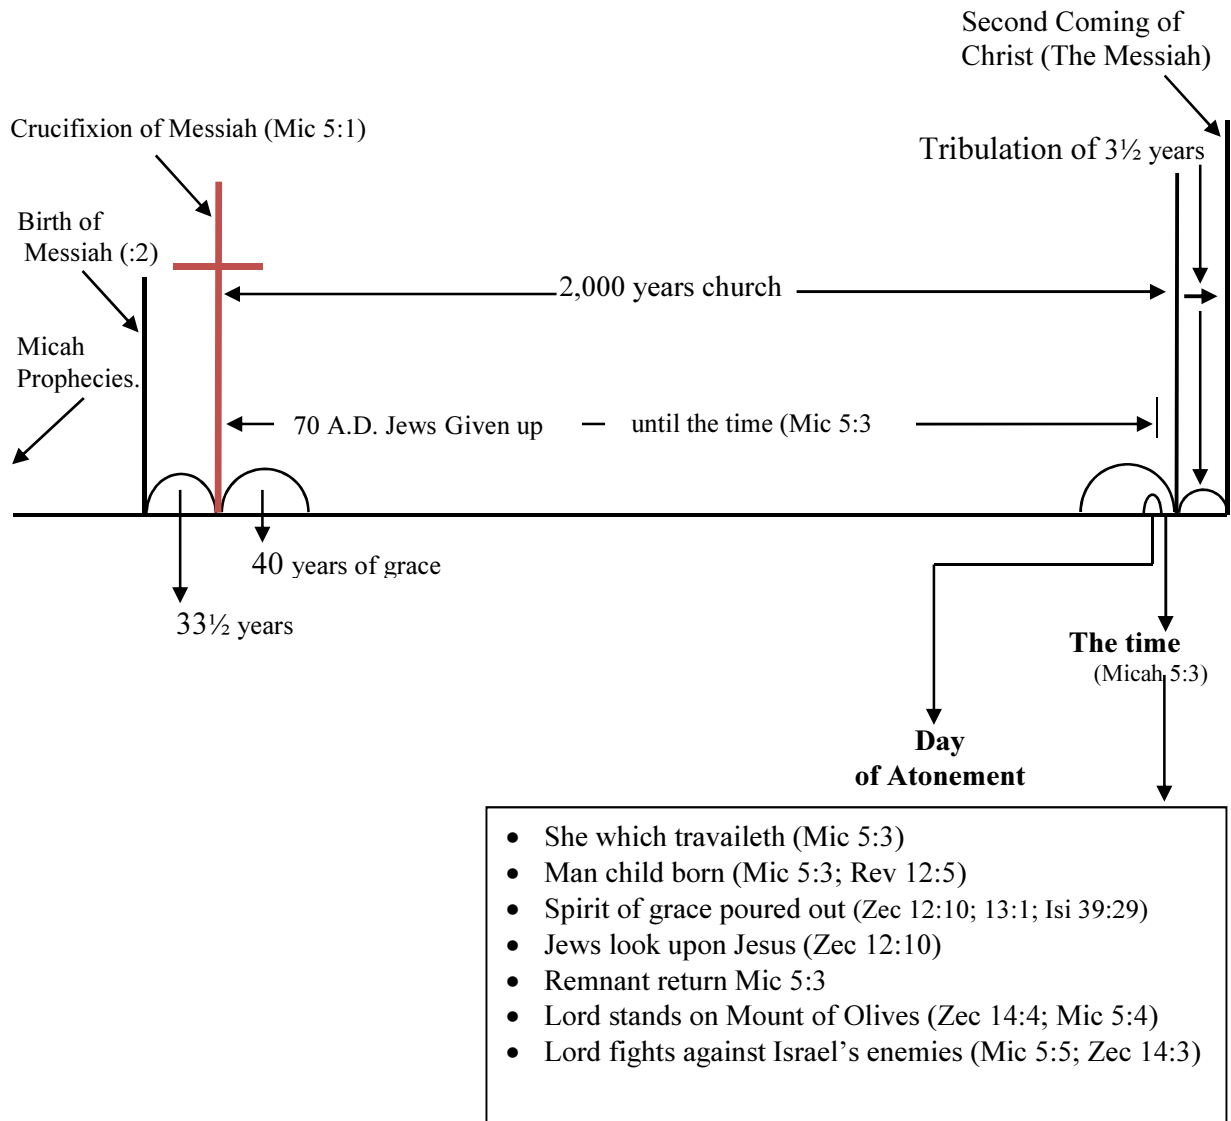 Second Coming of
Christ (The Messiah)
Crucifixion of Messiah (Mic 5:1)
Tribulation of 3½ years
Birth of
Messiah (:2)
2,000 years church
Micah
Prophecies.
70 A.D. Jews Given up — until the time (Mic 5:3
40 years of grace
33½ years
The time
(Micah 5:3)
Day
of Atonement
• She which travaileth (Mic 5:3)
• Man child born (Mic 5:3; Rev 12:5)
• Spirit of grace poured out (Zec 12:10; 13:1; Isi 39:29)
• Jews look upon Jesus (Zec 12:10)
• Remnant return Mic 5:3
• Lord stands on Mount of Olives (Zec 14:4; Mic 5:4)
• Lord fights against Israel’s enemies (Mic 5:5; Zec 14:3)